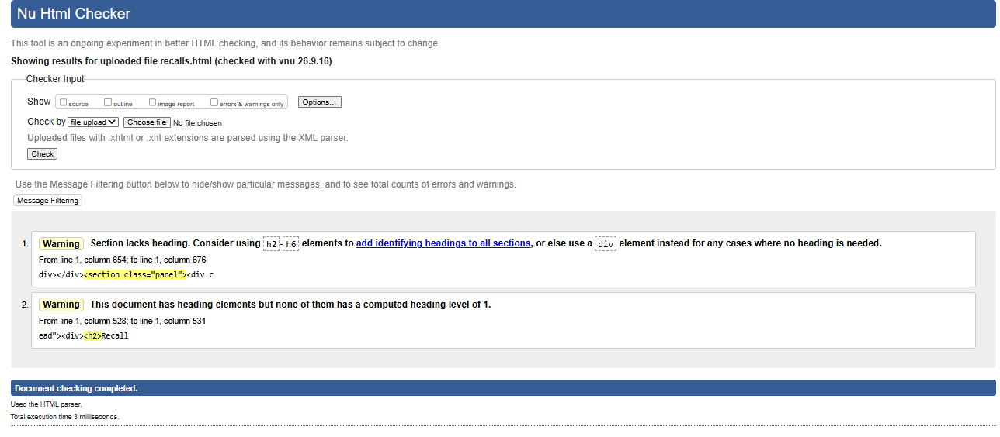 Nu Html Checker
This tool is an ongoing experiment in better HTML checking, and its behavior remains subject to change
Showing results for uploaded file recalls.html (checked with vnu 26.9.16)
Checker Input
Show source outline image report errors & warnings only Options...
Check by file upload Choose file No file chosen
Uploaded files with .xhtml or .xht extensions are parsed using the XML parser.
Check
Use the Message Filtering button below to hide/show particular messages, and to see total counts of errors and warnings.
Message Filtering
1. Warning Section lacks heading. Consider using h2-h6 elements to add identifying headings to all sections, or else use a div element instead for any cases where no heading is needed.
From line 1, column 654; to line 1, column 676
div></div><section class="panel"><div c
2. Warning This document has heading elements but none of them has a computed heading level of 1.
From line 1, column 528; to line 1, column 531
ead"><div><h2>Recall
Document checking completed.
Used the HTML parser.
Total execution time 3 milliseconds.